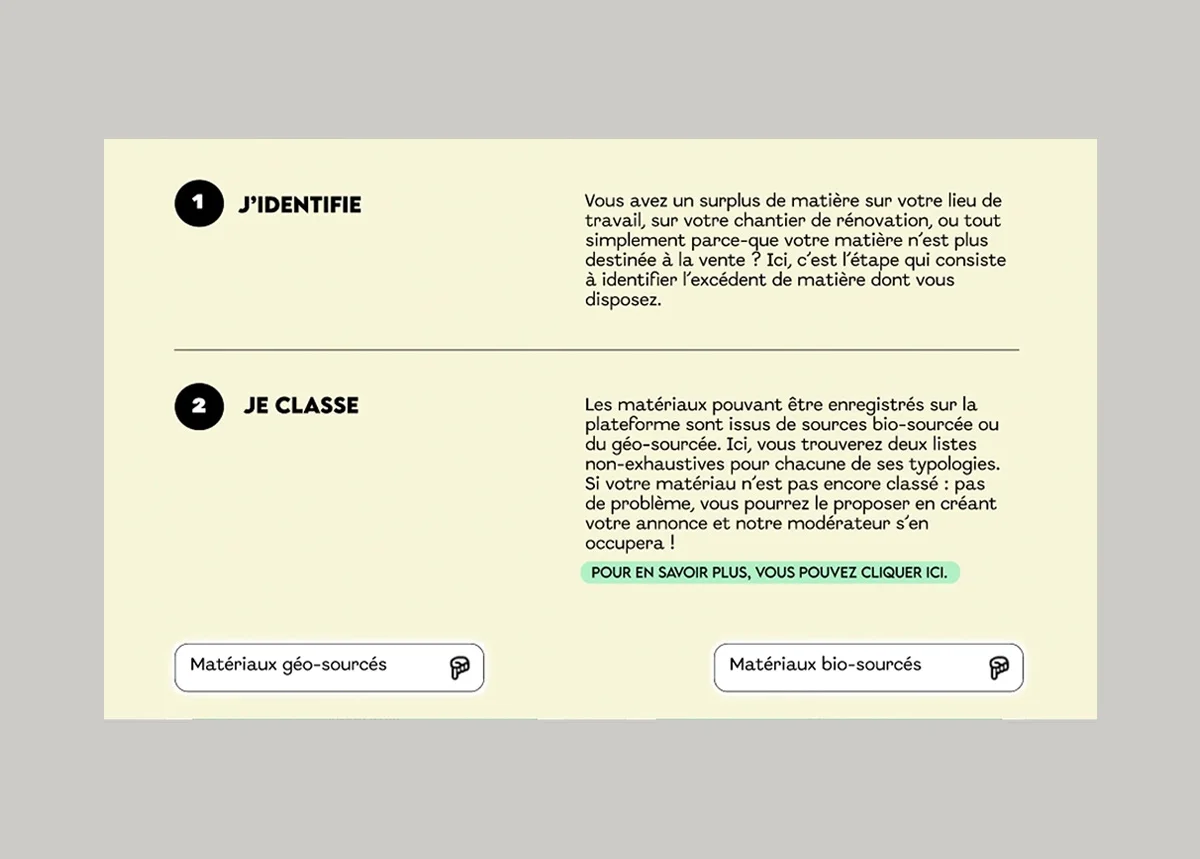 1 J’IDENTIFIE
Vous avez un surplus de matière sur votre lieu de
travail, sur votre chantier de rénovation, ou tout
simplement parce-que votre matière n’est plus
destinée à la vente ? Ici, c’est l’étape qui consiste
à identifier l’excédent de matière dont vous
disposez.
2 JE CLASSE
Les matériaux pouvant être enregistrés sur la
plateforme sont issus de sources bio-sourcée ou
du géo-sourcée. Ici, vous trouverez deux listes
non-exhaustives pour chacune de ses typologies.
Si votre matériau n’est pas encore classé : pas
de problème, vous pourrez le proposer en créant
votre annonce et notre modérateur s’en
occupera !
POUR EN SAVOIR PLUS, VOUS POUVEZ CLIQUER ICI.
Matériaux géo-sourcés
Matériaux bio-sourcés